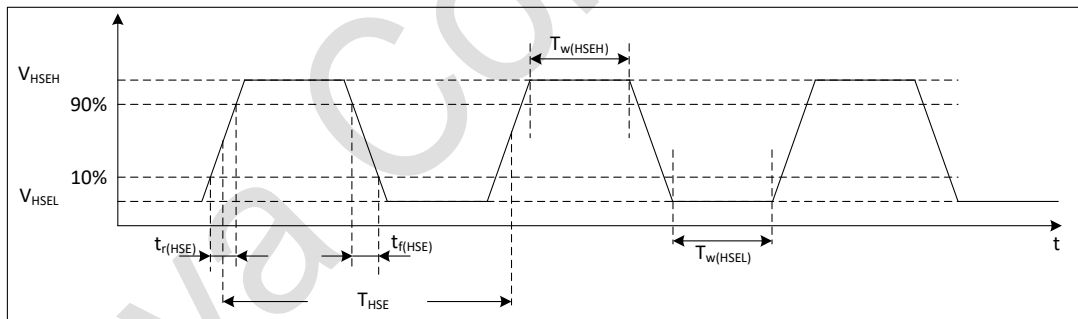 T_w(HSEH)
V_HSEH
90%
10%
V_HSEL
t_r(HSE)
t_f(HSE)
T_w(HSEL)
t
T_HSE